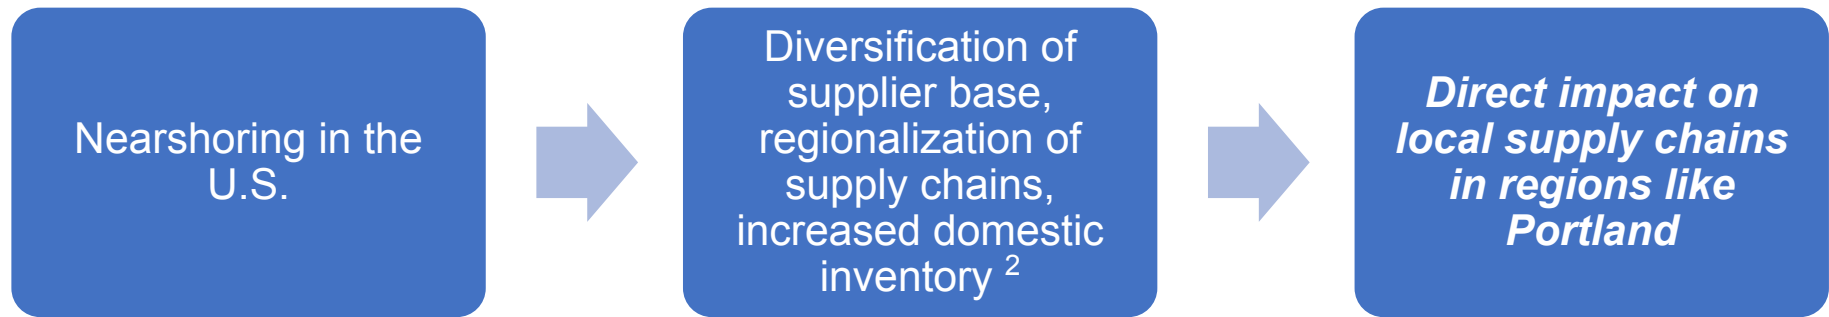 Nearshoring in the
U.S.
Diversification of
supplier base,
regionalization of
supply chains,
increased domestic
inventory ²
Direct impact on
local supply chains
in regions like
Portland